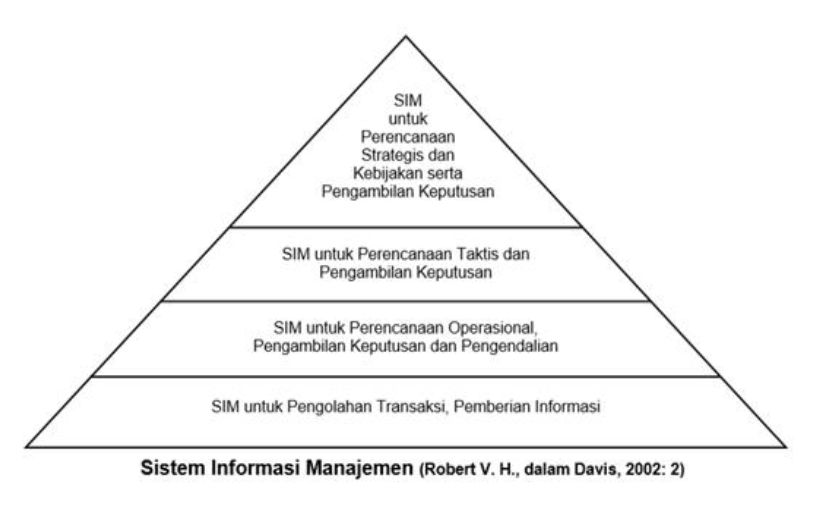 SIM
untuk
Perencanaan
Strategis dan
Kebijakan serta
Pengambilan Keputusan
SIM untuk Perencanaan Taktis dan
Pengambilan Keputusan
SIM untuk Perencanaan Operasional,
Pengambilan Keputusan dan Pengendalian
SIM untuk Pengolahan Transaksi, Pemberian Informasi
Sistem Informasi Manajemen (Robert V. H., dalam Davis, 2002: 2)